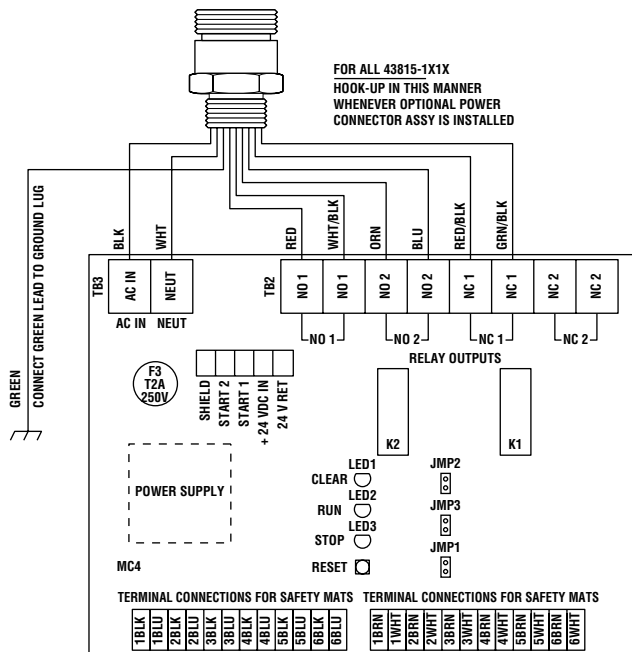 FOR ALL 43815-1X1X
HOOK-UP IN THIS MANNER
WHENEVER OPTIONAL POWER
CONNECTOR ASSY IS INSTALLED
BLK
WHT
RED
WHT/BLK
ORN
BLU
RED/BLK
GRN/BLK
GREEN
CONNECT GREEN LEAD TO GROUND LUG
TB3
AC IN
NEUT
AC IN NEUT
TB2
NO 1
NO 1
NO 2
NO 2
NC 1
NC 1
NC 2
NC 2
NO 1
NO 2
NC 1
NC 2
RELAY OUTPUTS
F3
T2A
250V
SHIELD
START 2
START 1
+ 24 VDC IN
24 V RET
K2
K1
POWER SUPPLY
LED1
CLEAR
LED2
RUN
LED3
STOP
RESET
JMP2
JMP3
JMP1
MC4
TERMINAL CONNECTIONS FOR SAFETY MATS
1BLK
1BLU
2BLK
2BLU
3BLK
3BLU
4BLK
4BLU
5BLK
5BLU
6BLK
6BLU
TERMINAL CONNECTIONS FOR SAFETY MATS
1BRN
1WHT
2BRN
2WHT
3BRN
3WHT
4BRN
4WHT
5BRN
5WHT
6BRN
6WHT